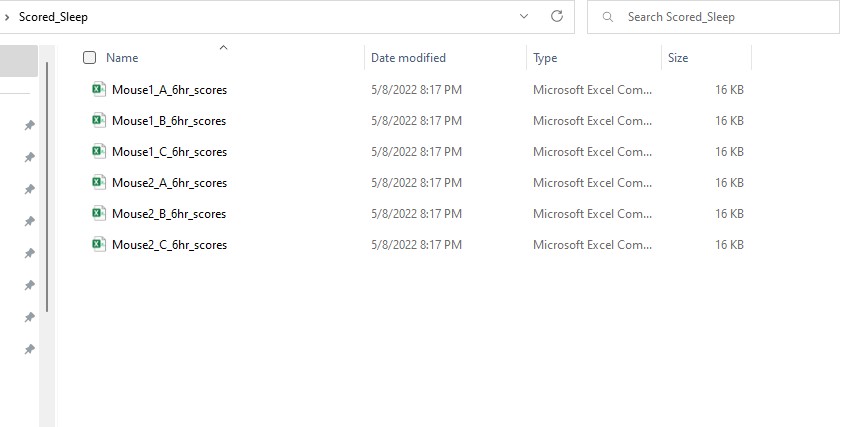 Scored_Sleep
Search Scored_Sleep
Name Date modified Type Size
Mouse1_A_6hr_scores 5/8/2022 8:17 PM Microsoft Excel Com... 16 KB
Mouse1_B_6hr_scores 5/8/2022 8:17 PM Microsoft Excel Com... 16 KB
Mouse1_C_6hr_scores 5/8/2022 8:17 PM Microsoft Excel Com... 16 KB
Mouse2_A_6hr_scores 5/8/2022 8:17 PM Microsoft Excel Com... 16 KB
Mouse2_B_6hr_scores 5/8/2022 8:17 PM Microsoft Excel Com... 16 KB
Mouse2_C_6hr_scores 5/8/2022 8:17 PM Microsoft Excel Com... 16 KB